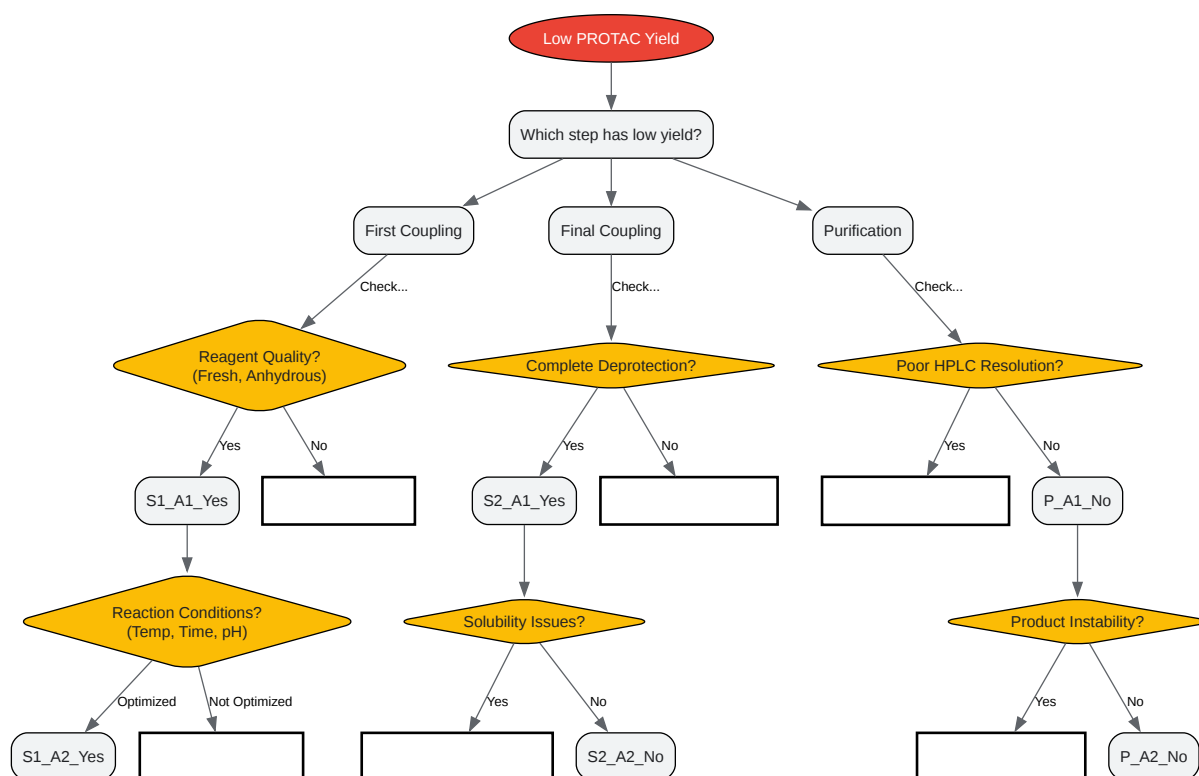 Low PROTAC Yield
Which step has low yield?
First Coupling
Final Coupling
Purification
Check...
Check...
Check...
Reagent Quality?
(Fresh, Anhydrous)
Complete Deprotection?
Poor HPLC Resolution?
Yes
No
Yes
No
Yes
No
S1_A1_Yes
S2_A1_Yes
P_A1_No
Reaction Conditions?
(Temp, Time, pH)
Solubility Issues?
Product Instability?
Optimized
Not Optimized
Yes
No
Yes
No
S1_A2_Yes
S2_A2_No
P_A2_No